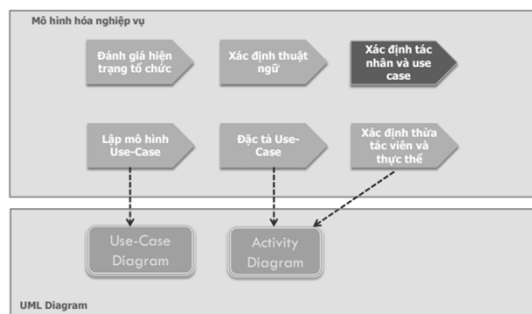 Mô hình hóa nghiệp vụ
Đánh giá hiện
trạng tổ chức
Xác định thuật
ngữ
Xác định tác
nhân và use
case
Lập mô hình
Use-Case
Đặc tả Use-
Case
Xác định thừa
tác viên và
thực thể
Use-Case
Diagram
Activity
Diagram
UML Diagram